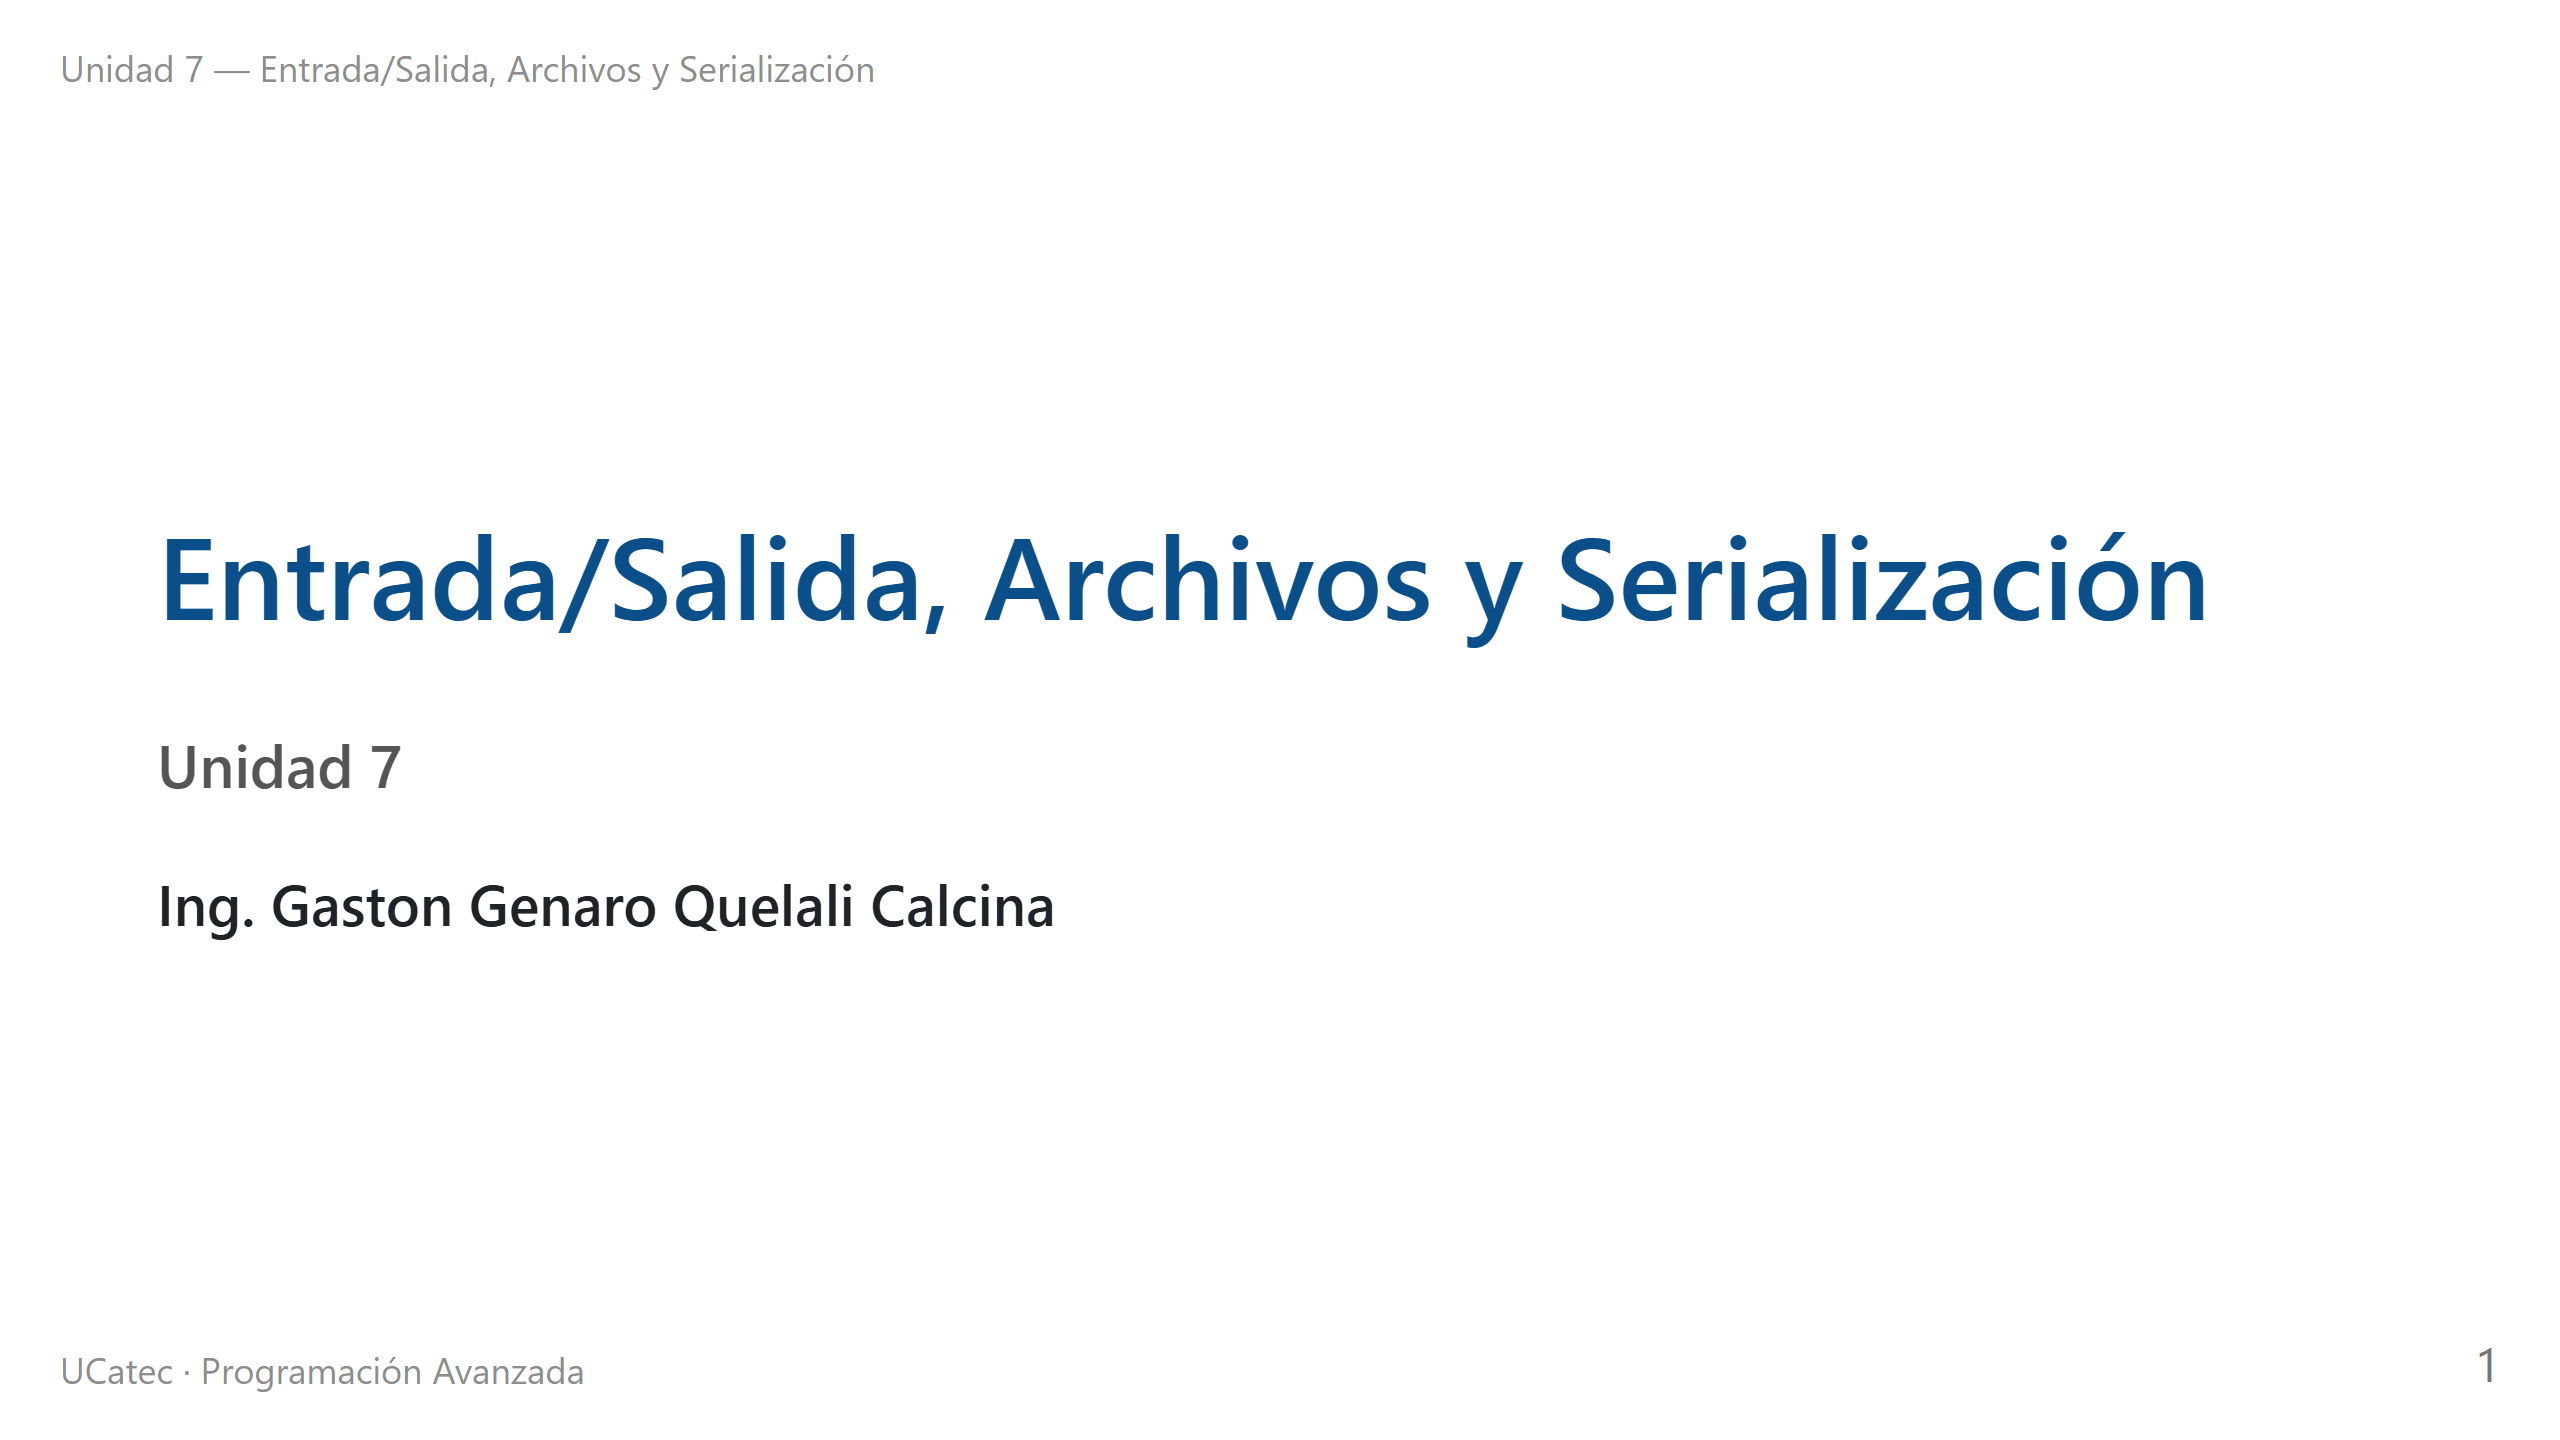 Unidad 7 — Entrada/Salida, Archivos y Serialización
Entrada/Salida, Archivos y Serialización
Unidad 7
Ing. Gaston Genaro Quelali Calcina
UCatec · Programación Avanzada
1